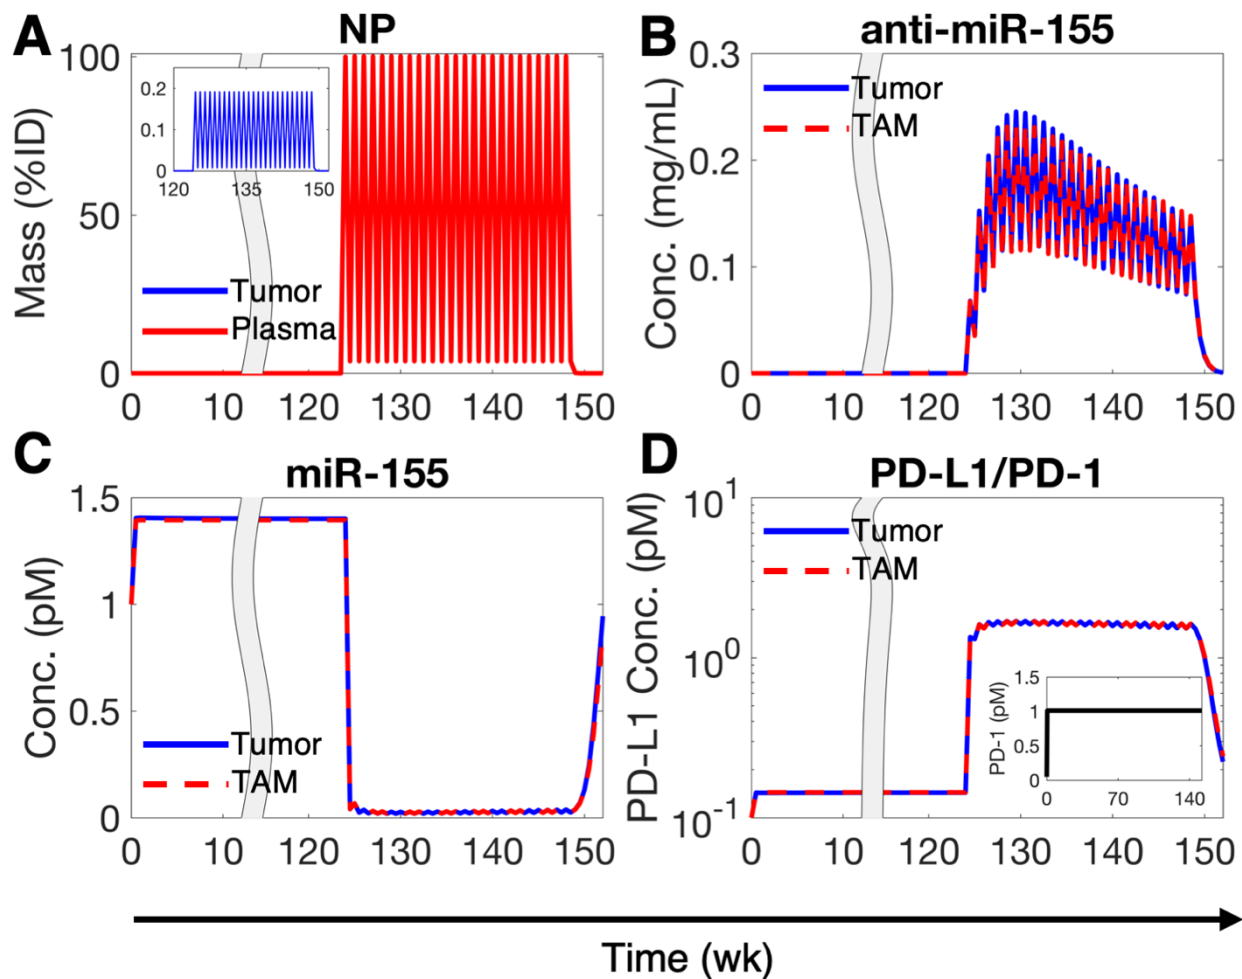 A
NP
Mass (%ID)
100
50
0
0.2
0.1
0
120 135 150
Tumor
Plasma
0 10 120 130 140 150
B
anti-miR-155
Conc. (mg/mL)
0.3
0.2
0.1
0
Tumor
TAM
0 10 120 130 140 150
C
miR-155
Conc. (pM)
1.5
1
0.5
0
Tumor
TAM
0 10 120 130 140 150
D
PD-L1/PD-1
PD-L1 Conc. (pM)
10¹
10⁰
10⁻¹
Tumor
TAM
PD-1 (pM)
1.5
1
0.5
0
0 70 140
0 10 120 130 140 150
Time (wk)